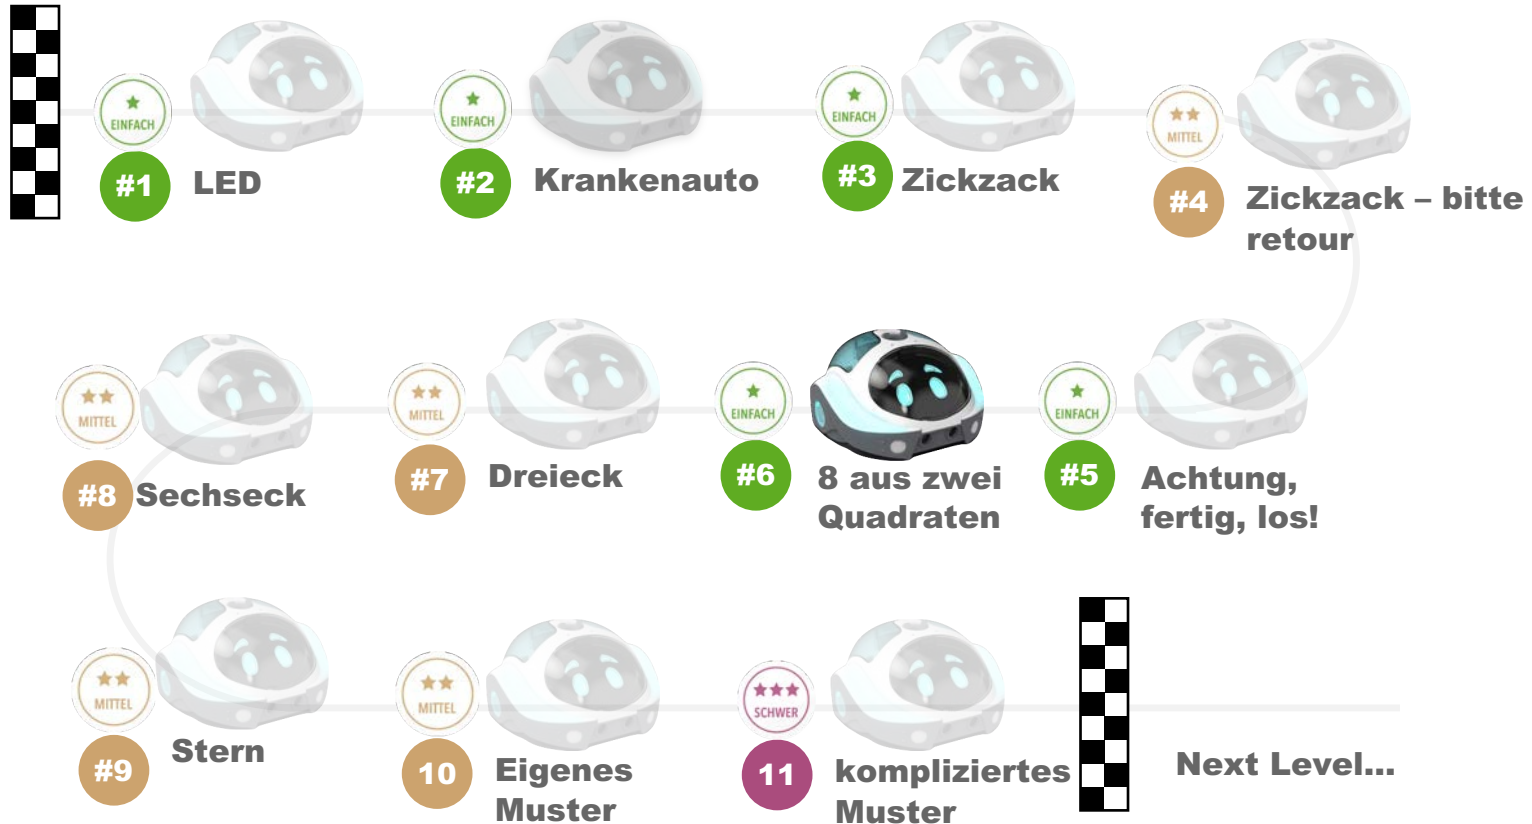 EINFACH
#1
LED
EINFACH
#2
Krankenauto
EINFACH
#3
Zickzack
MITTEL
#4
Zickzack – bitte
retour
MITTEL
#8
Sechseck
MITTEL
#7
Dreieck
EINFACH
#6
8 aus zwei
Quadraten
EINFACH
#5
Achtung,
fertig, los!
MITTEL
#9
Stern
MITTEL
10
Eigenes
Muster
SCHWER
11
kompliziertes
Muster
Next Level...